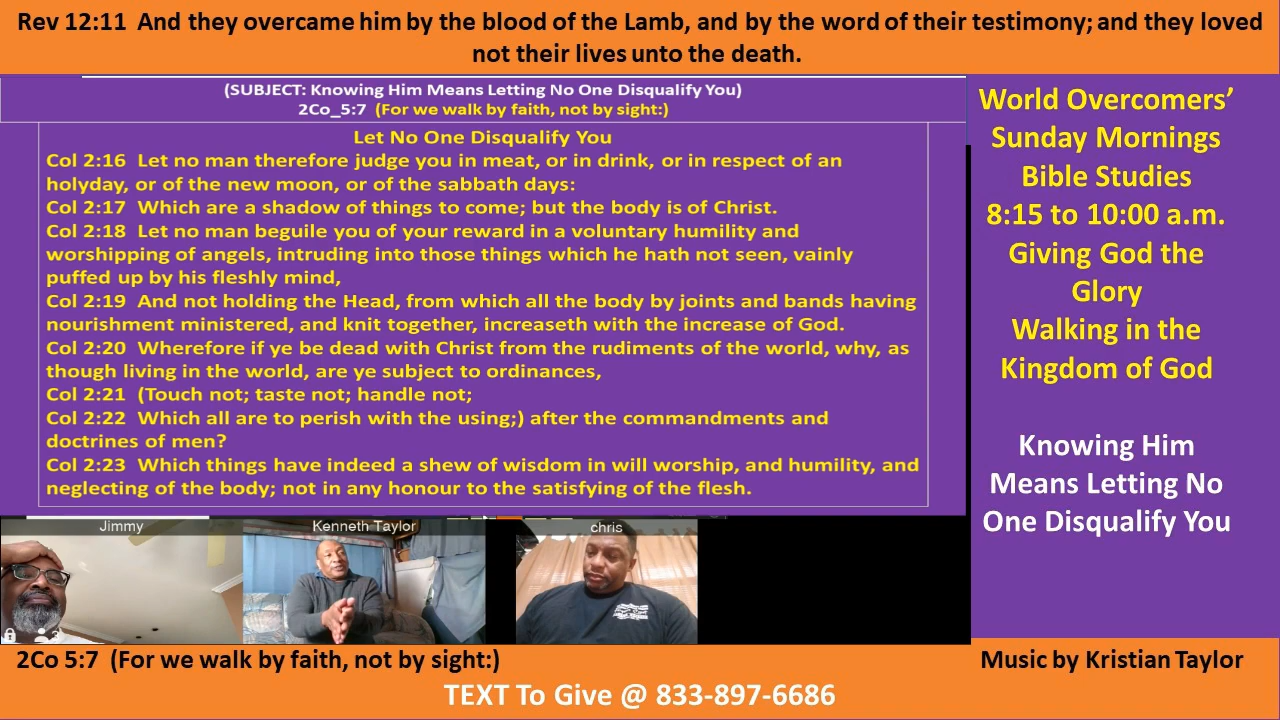 Rev 12:11  And they overcame him by the blood of the Lamb, and by the word of their testimony; and they loved
not their lives unto the death.
(SUBJECT: Knowing Him Means Letting No One Disqualify You)
2Co_5:7  (For we walk by faith, not by sight:)
Let No One Disqualify You
Col 2:16  Let no man therefore judge you in meat, or in drink, or in respect of an
holyday, or of the new moon, or of the sabbath days:
Col 2:17  Which are a shadow of things to come; but the body is of Christ.
Col 2:18  Let no man beguile you of your reward in a voluntary humility and
worshipping of angels, intruding into those things which he hath not seen, vainly
puffed up by his fleshly mind,
Col 2:19  And not holding the Head, from which all the body by joints and bands having
nourishment ministered, and knit together, increaseth with the increase of God.
Col 2:20  Wherefore if ye be dead with Christ from the rudiments of the world, why, as
though living in the world, are ye subject to ordinances,
Col 2:21  (Touch not; taste not; handle not;
Col 2:22  Which all are to perish with the using;) after the commandments and
doctrines of men?
Col 2:23  Which things have indeed a shew of wisdom in will worship, and humility, and
neglecting of the body; not in any honour to the satisfying of the flesh.
World Overcomers’
Sunday Mornings
Bible Studies
8:15 to 10:00 a.m.
Giving God the
Glory
Walking in the
Kingdom of God
Knowing Him
Means Letting No
One Disqualify You
Jimmy
Kenneth Taylor
chris
2Co 5:7  (For we walk by faith, not by sight:)
Music by Kristian Taylor
TEXT To Give @ 833-897-6686